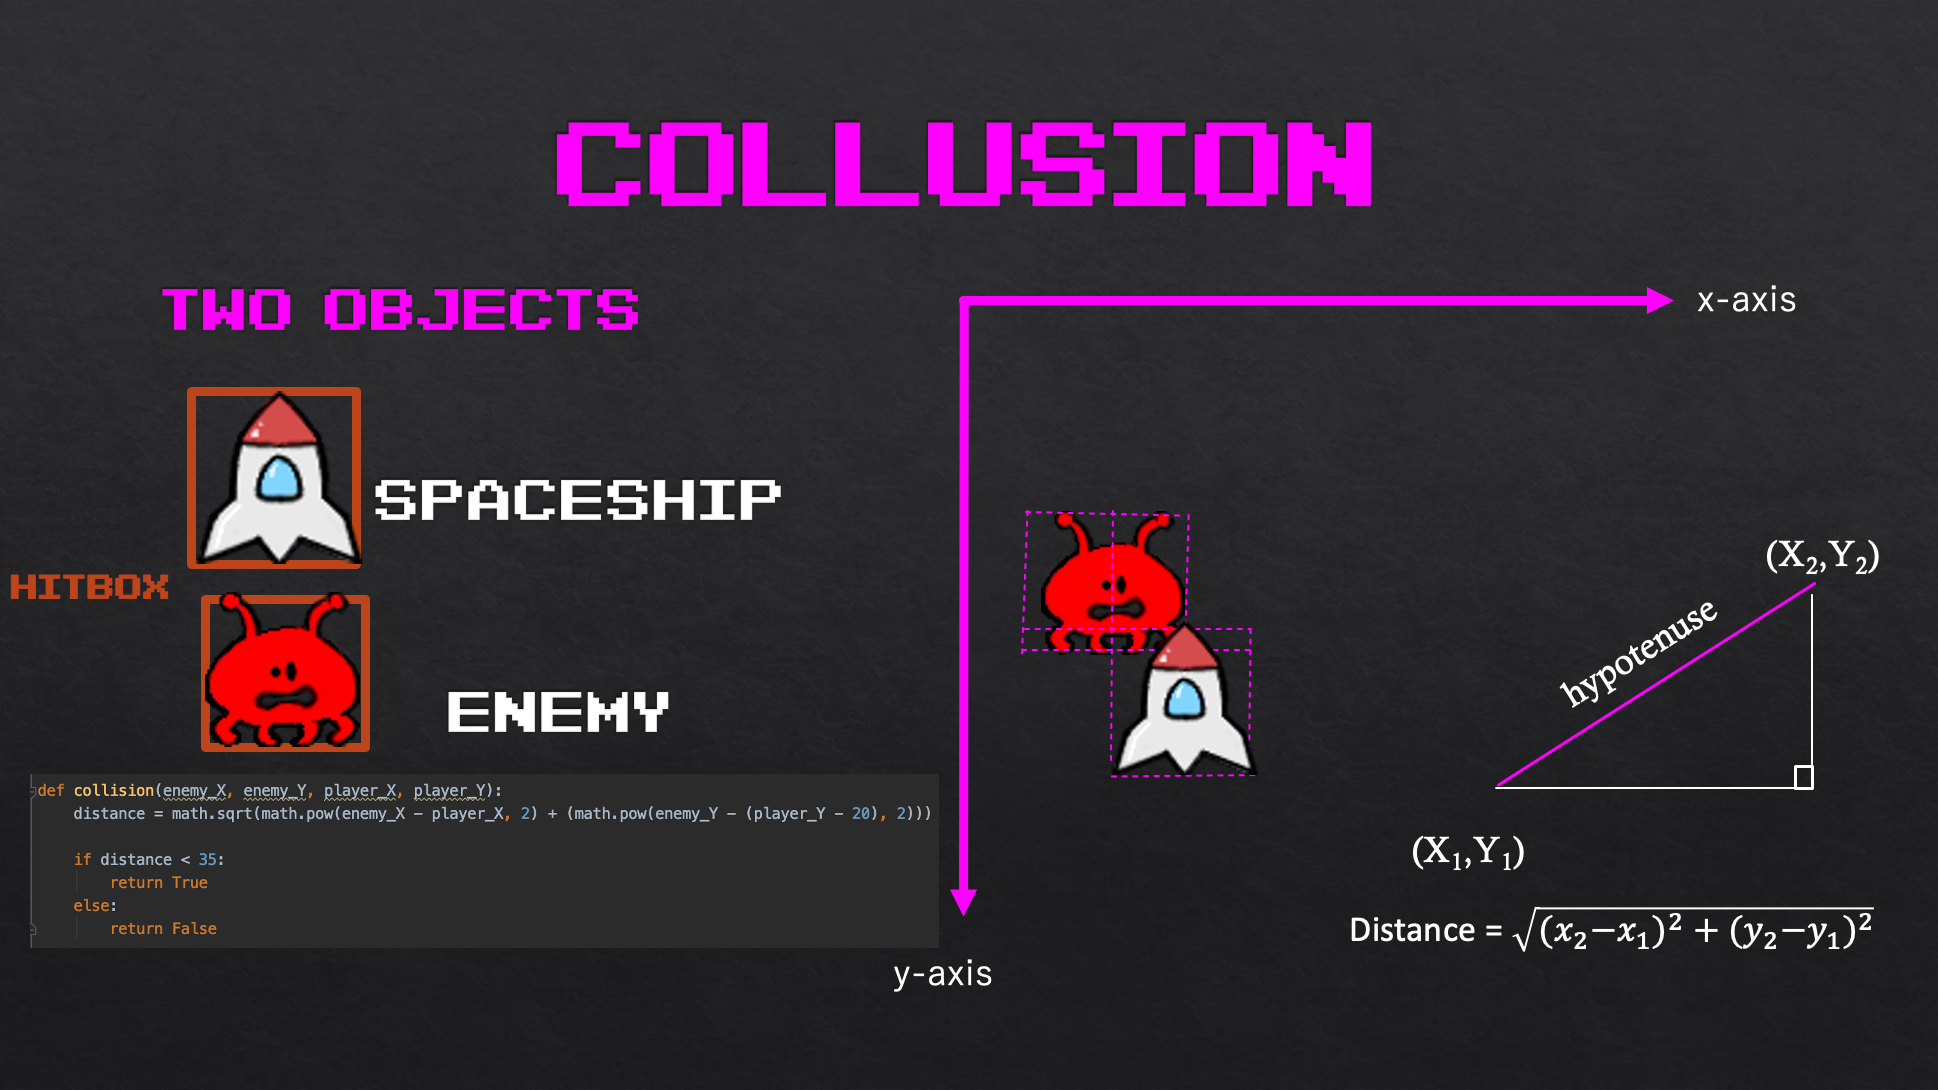 COLLUSION
TWO OBJECTS
SPACESHIP
HITBOX
ENEMY
def collision(enemy_X, enemy_Y, player_X, player_Y):
    distance = math.sqrt(math.pow(enemy_X - player_X, 2) + (math.pow(enemy_Y - (player_Y - 20), 2)))
    if distance < 35:
        return True
    else:
        return False
x-axis
y-axis
(X₂,Y₂)
hypotenuse
(X₁,Y₁)
Distance = √(x₂−x₁)² + (y₂−y₁)²